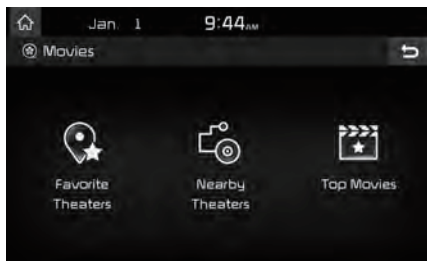 Jan. 1 9:44AM
Movies
Favorite Nearby Top Movies
Theaters Theaters